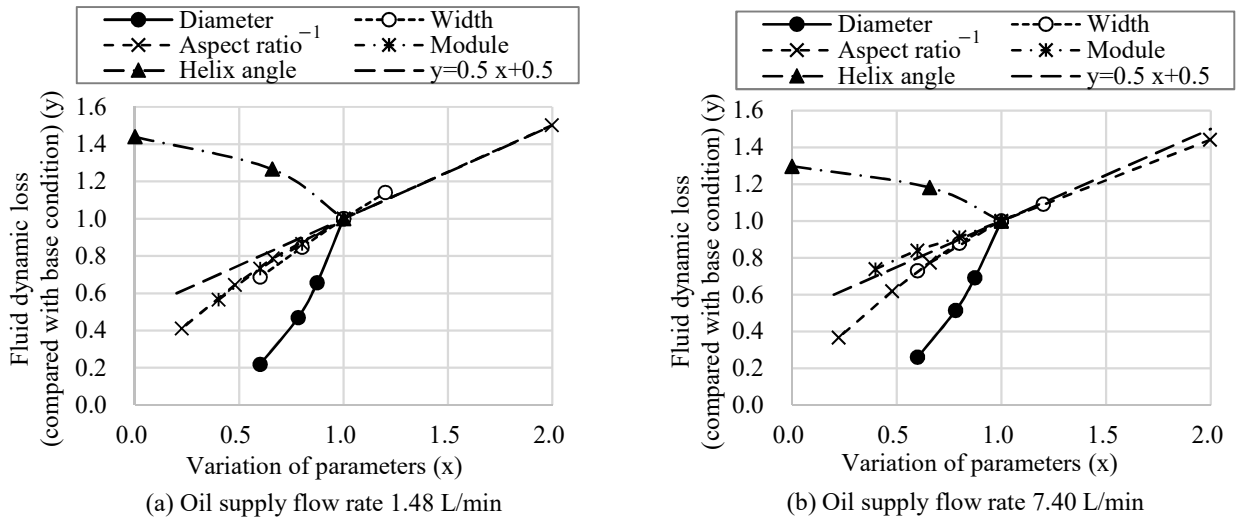 Diameter Width
Aspect ratio⁻¹ Module
Helix angle y=0.5 x+0.5
Fluid dynamic loss
(compared with base condition) (y)
1.6
1.4
1.2
1.0
0.8
0.6
0.4
0.2
0.0
0.0 0.5 1.0 1.5 2.0
Variation of parameters (x)
(a) Oil supply flow rate 1.48 L/min
Diameter Width
Aspect ratio⁻¹ Module
Helix angle y=0.5 x+0.5
Fluid dynamic loss
(compared with base condition) (y)
1.6
1.4
1.2
1.0
0.8
0.6
0.4
0.2
0.0
0.0 0.5 1.0 1.5 2.0
Variation of parameters (x)
(b) Oil supply flow rate 7.40 L/min